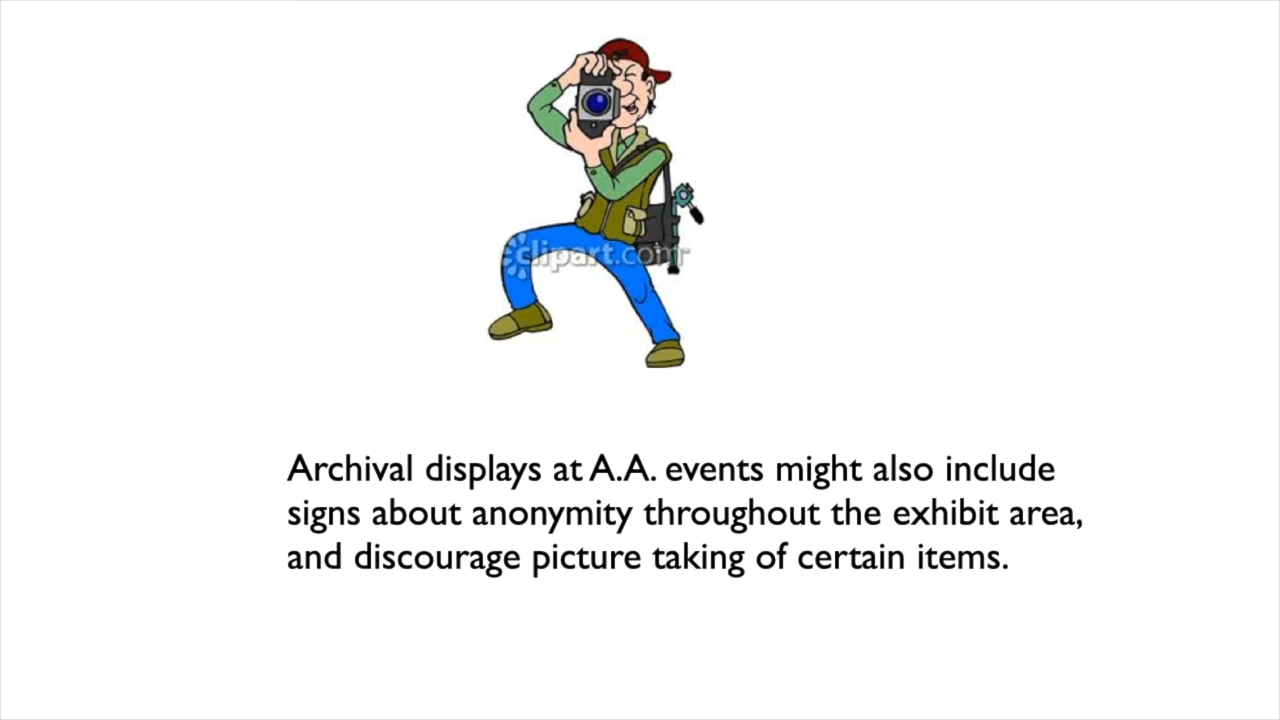 clipart.com
Archival displays at A.A. events might also include
signs about anonymity throughout the exhibit area,
and discourage picture taking of certain items.